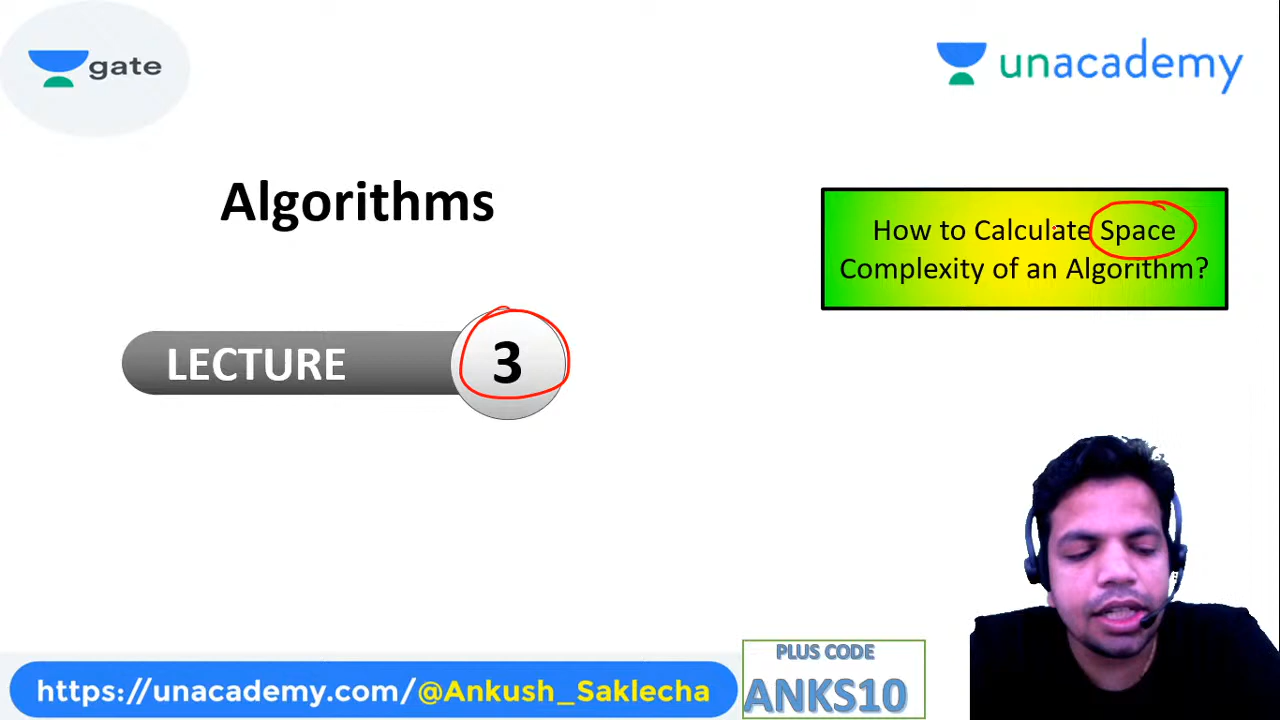 gate
unacademy
Algorithms
How to Calculate Space
Complexity of an Algorithm?
LECTURE 3
https://unacademy.com/@Ankush_Saklecha
PLUS CODE
ANKS10